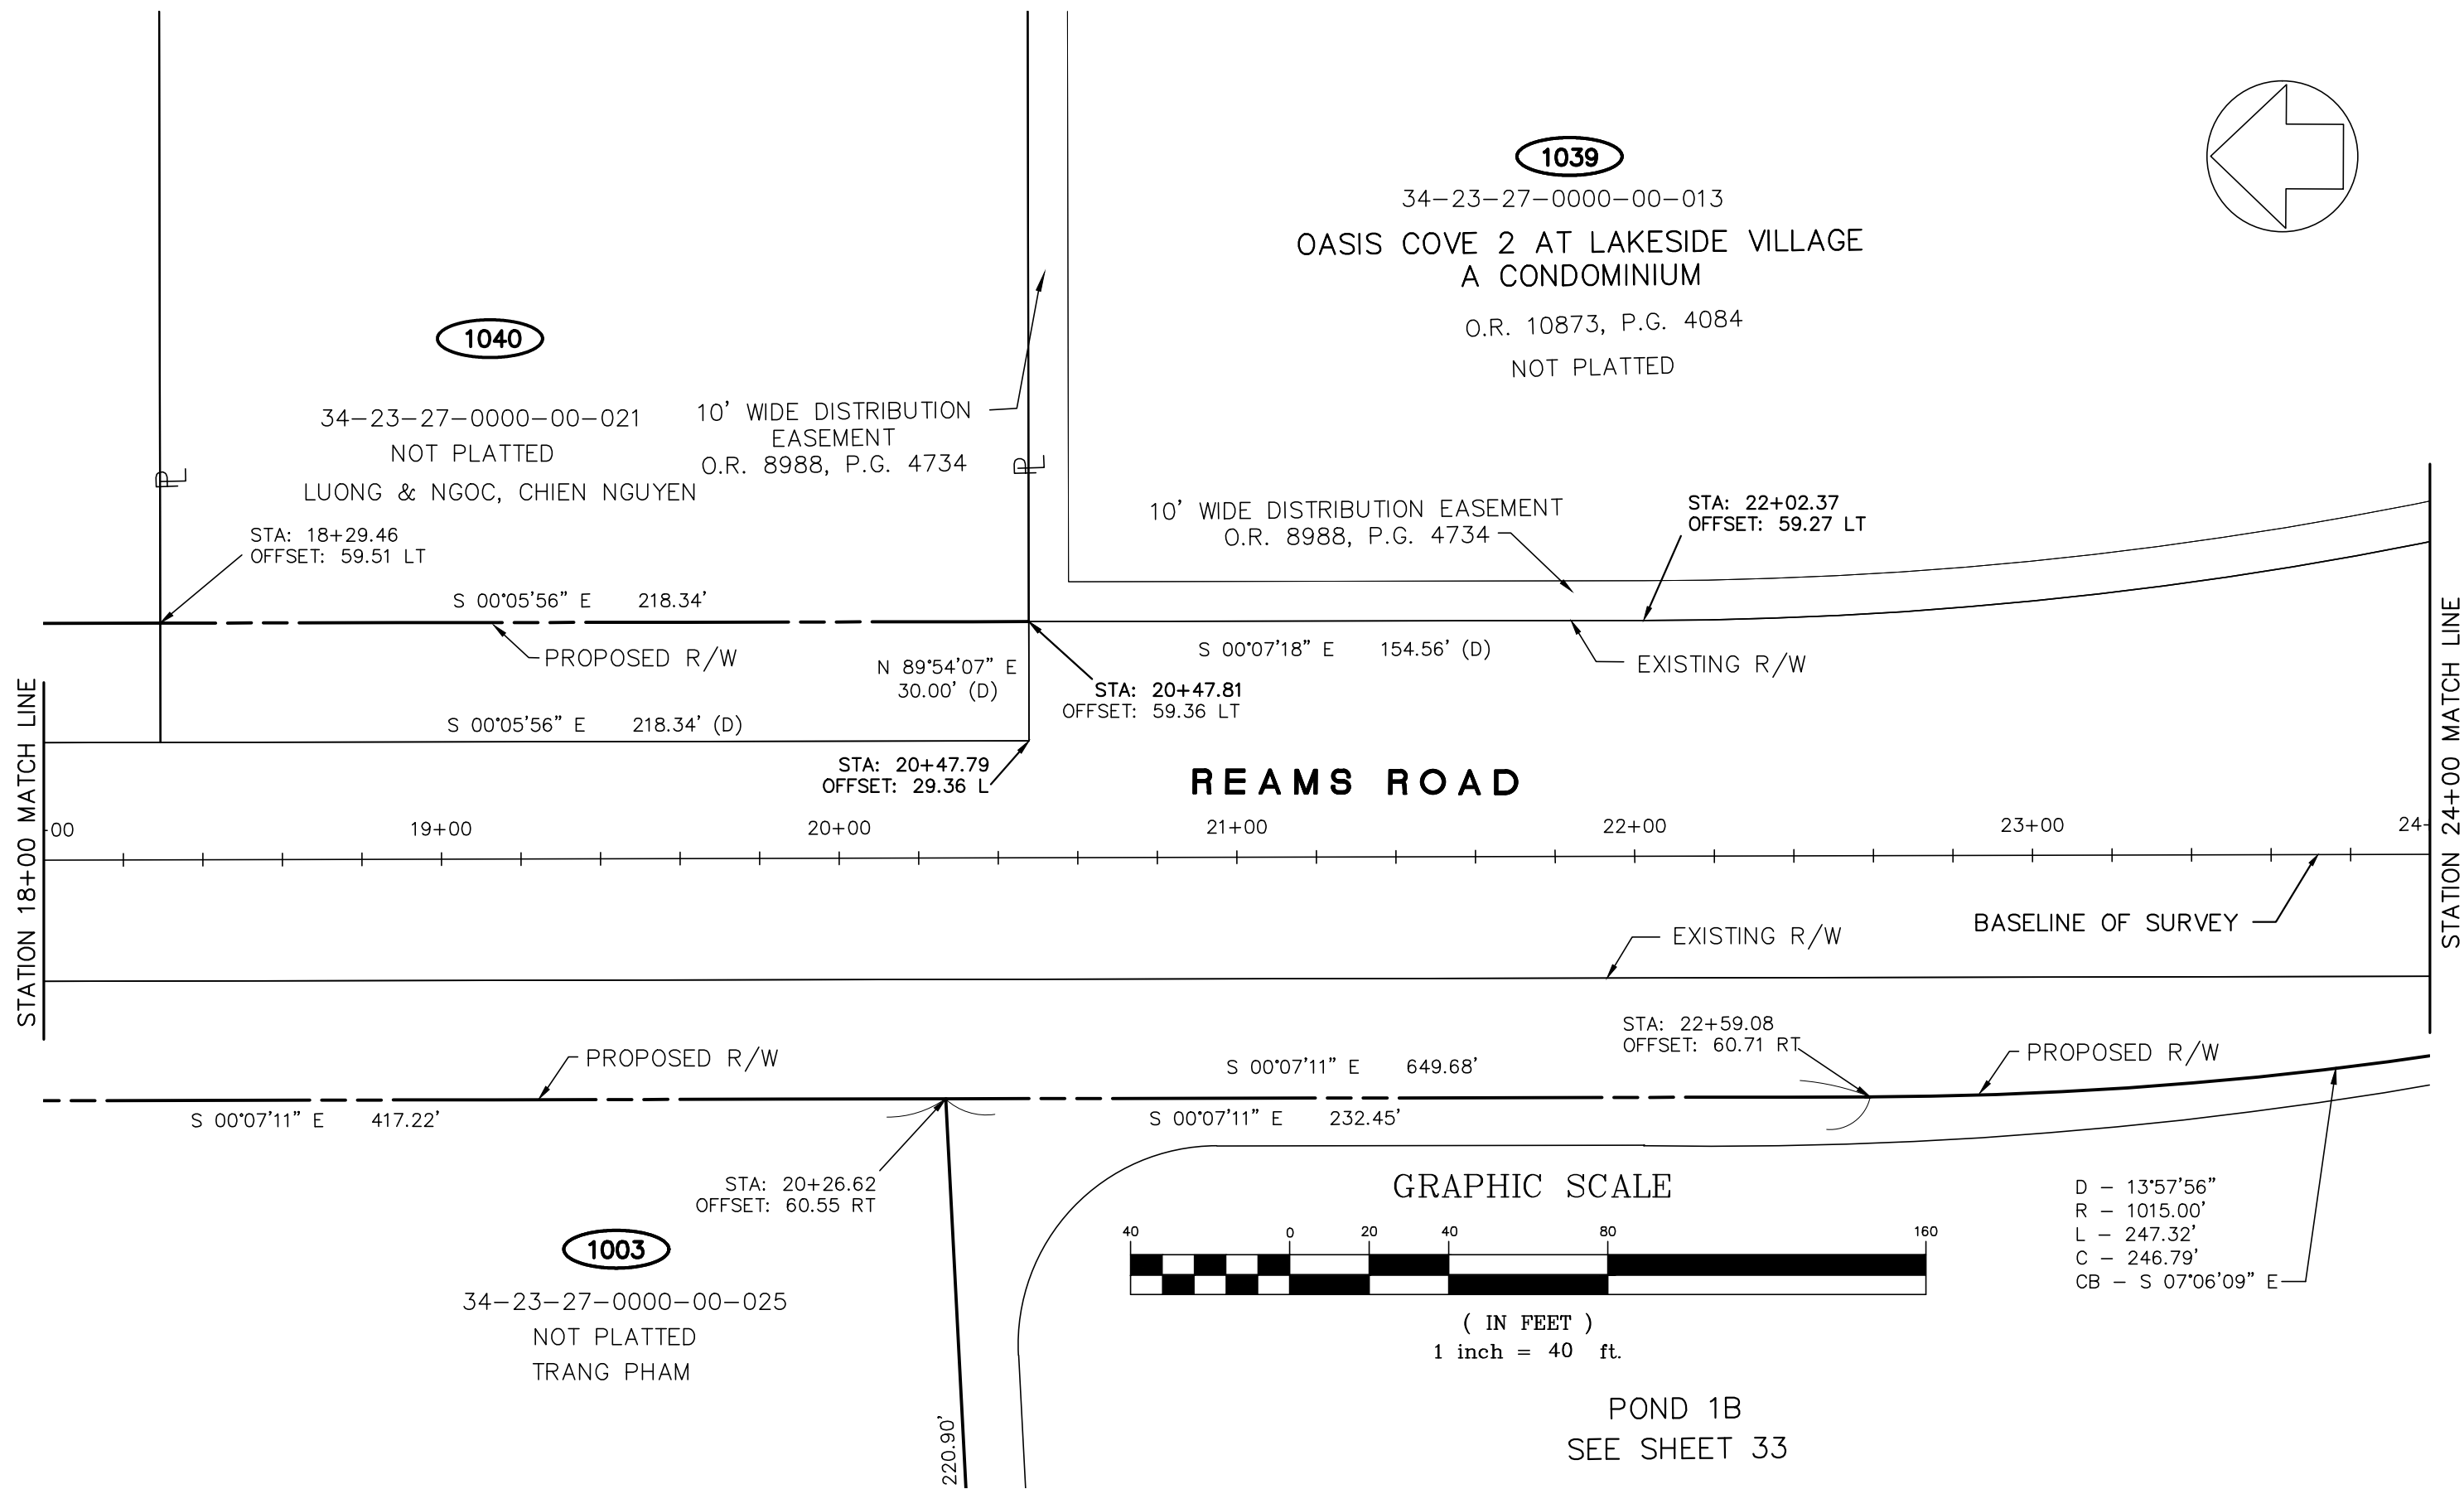 1039
34-23-27-0000-00-013
OASIS COVE 2 AT LAKESIDE VILLAGE
A CONDOMINIUM
O.R. 10873, P.G. 4084
NOT PLATTED
1040
34-23-27-0000-00-021
NOT PLATTED
LUONG & NGOC, CHIEN NGUYEN
10' WIDE DISTRIBUTION
EASEMENT
O.R. 8988, P.G. 4734
PL
PL
10' WIDE DISTRIBUTION EASEMENT
O.R. 8988, P.G. 4734
STA: 22+02.37
OFFSET: 59.27 LT
STA: 18+29.46
OFFSET: 59.51 LT
S 00°05'56" E 218.34'
PROPOSED R/W
N 89°54'07" E
30.00' (D)
S 00°07'18" E 154.56' (D)
EXISTING R/W
STA: 20+47.81
OFFSET: 59.36 LT
S 00°05'56" E 218.34' (D)
STA: 20+47.79
OFFSET: 29.36 L
REAMS ROAD
STATION 18+00 MATCH LINE
STATION 24+00 MATCH LINE
+00 19+00 20+00 21+00 22+00 23+00 24+
BASELINE OF SURVEY
EXISTING R/W
STA: 22+59.08
OFFSET: 60.71 RT
PROPOSED R/W
PROPOSED R/W
S 00°07'11" E 649.68'
S 00°07'11" E 417.22'
S 00°07'11" E 232.45'
STA: 20+26.62
OFFSET: 60.55 RT
220.90'
1003
34-23-27-0000-00-025
NOT PLATTED
TRANG PHAM
GRAPHIC SCALE
40 0 20 40 80 160
( IN FEET )
1 inch = 40 ft.
D - 13°57'56"
R - 1015.00'
L - 247.32'
C - 246.79'
CB - S 07°06'09" E
POND 1B
SEE SHEET 33